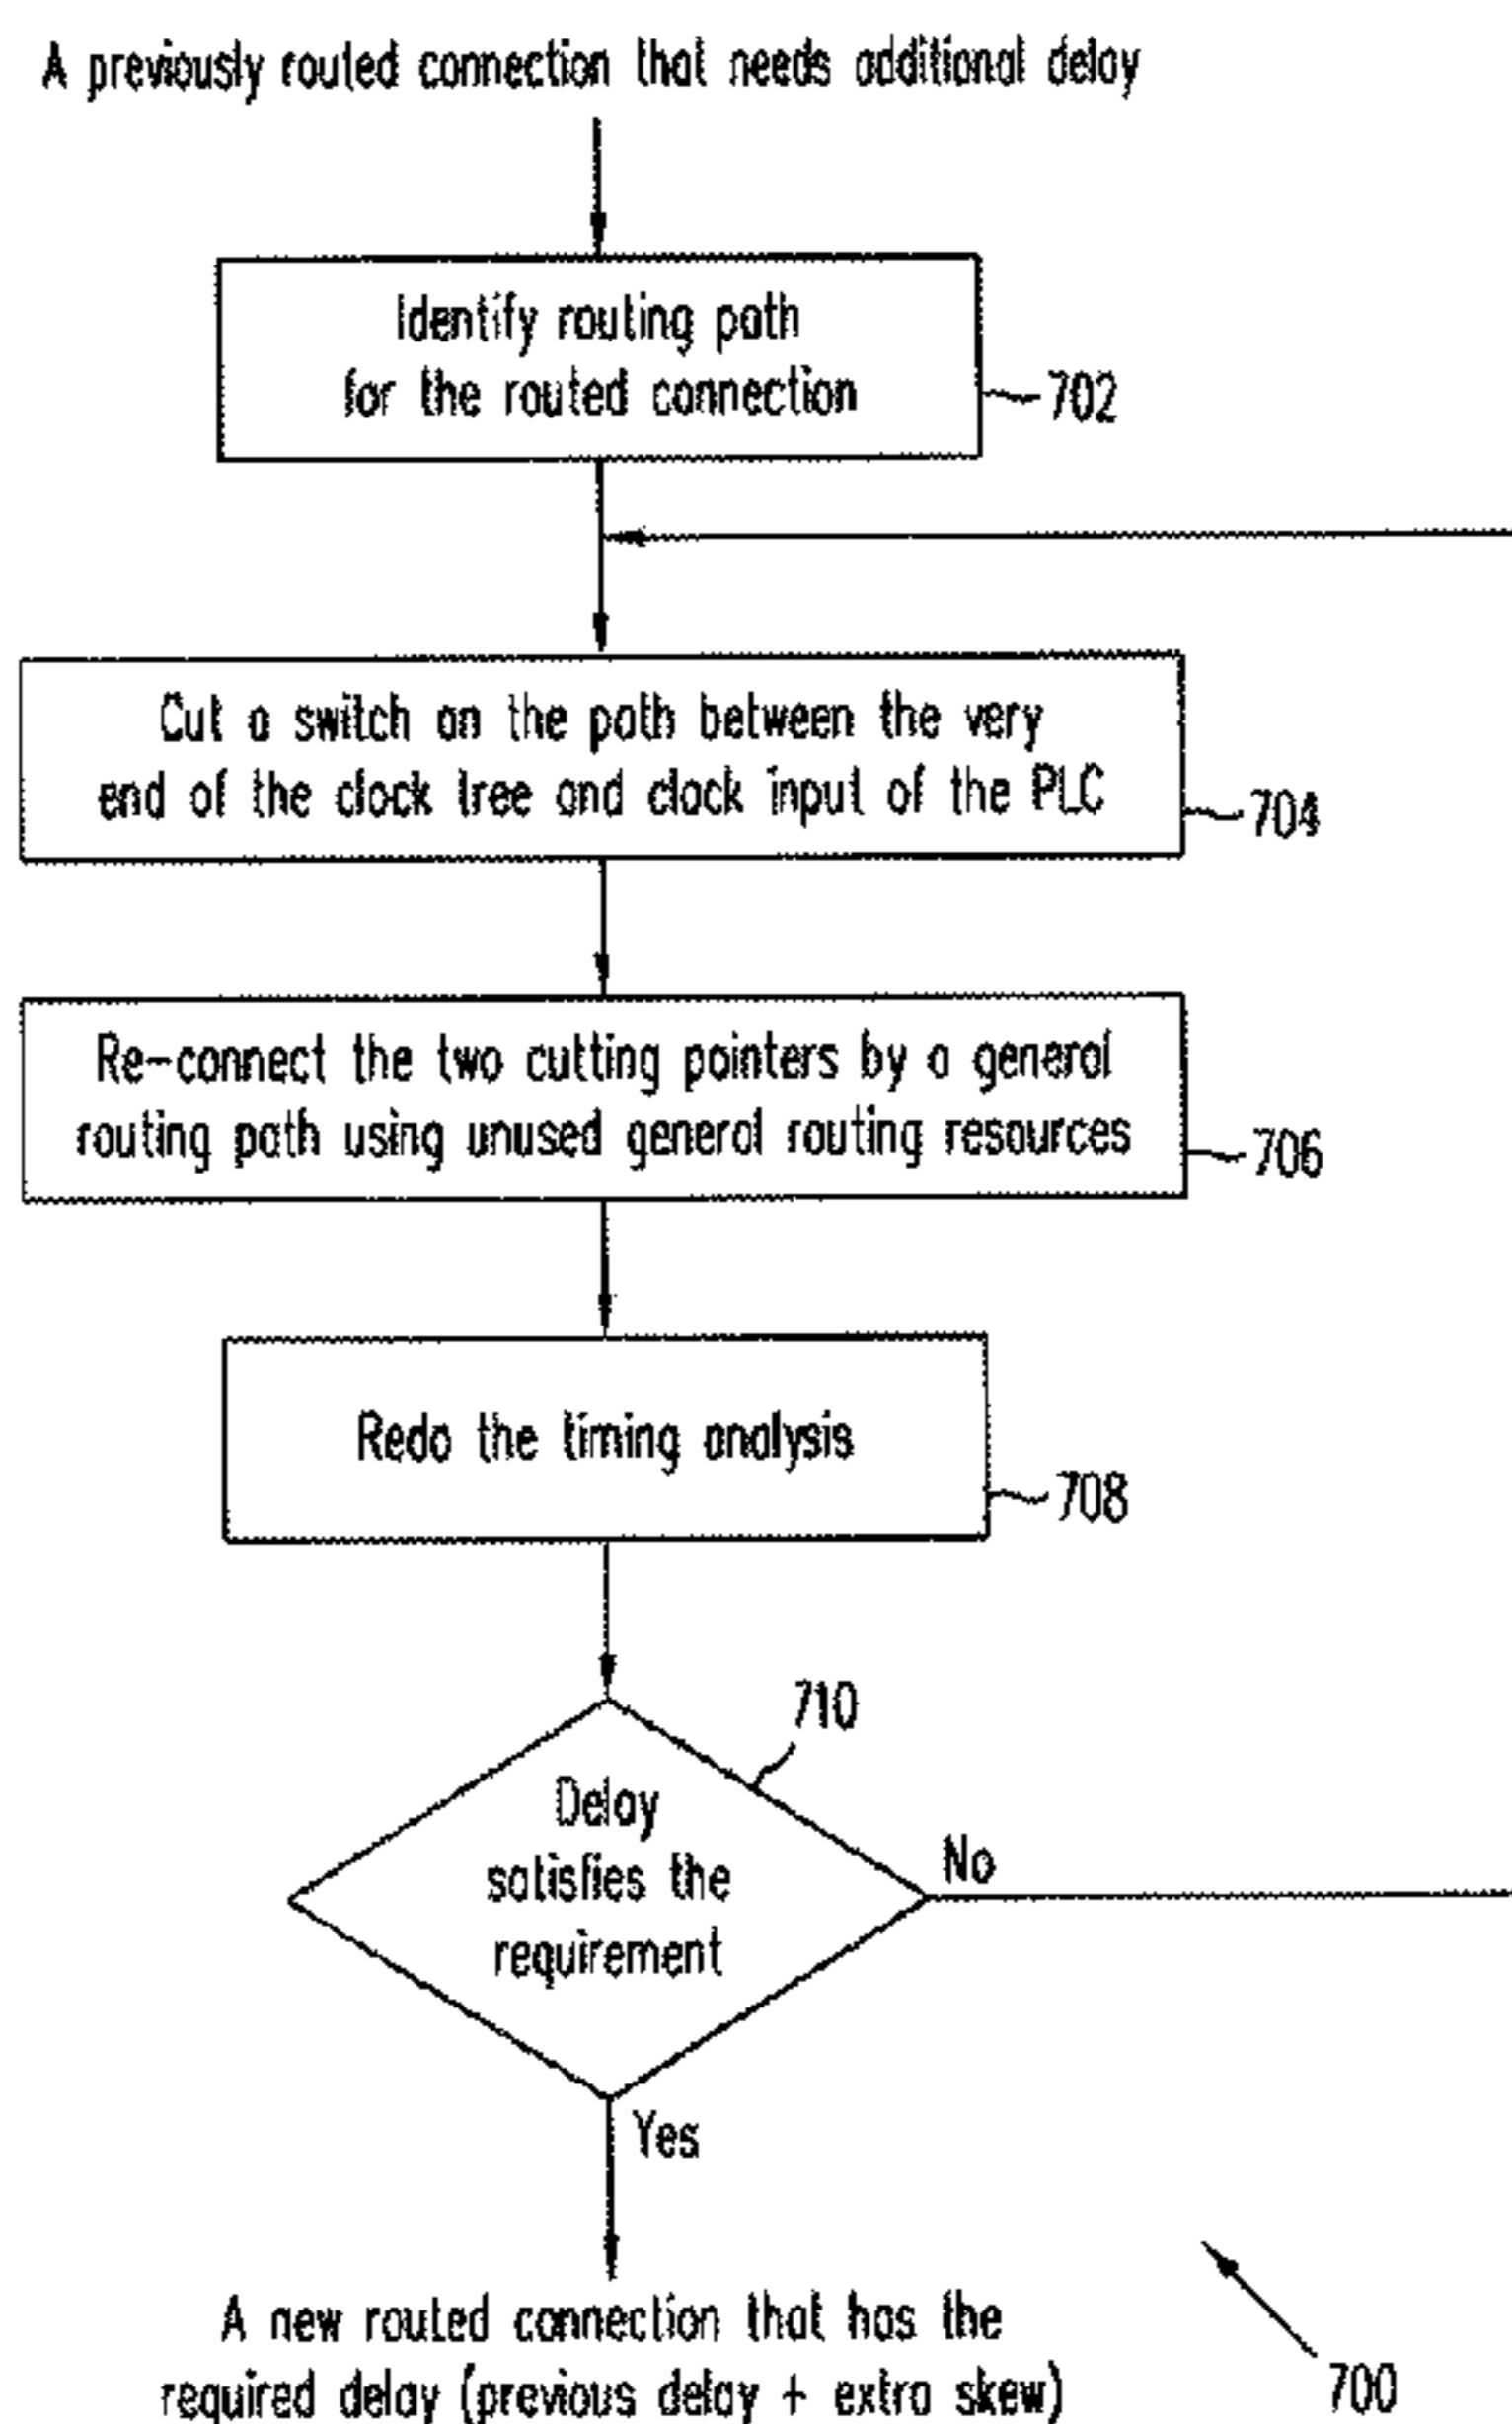 A previously routed connection that needs additional delay
Identify routing path
for the routed connection
702
Cut a switch on the path between the very
end of the clock tree and clock input of the PLC
704
Re-connect the two cutting pointers by a general
routing path using unused general routing resources
706
Redo the timing analysis
708
710
Delay
satisfies the
requirement
No
Yes
A new routed connection that has the
required delay (previous delay + extra skew)
700